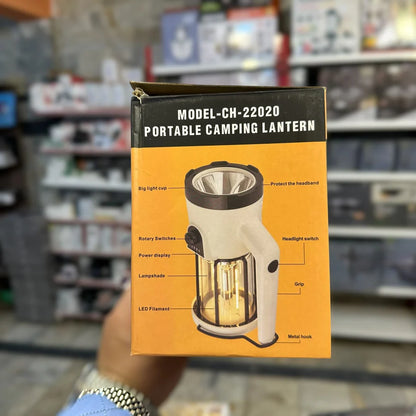 MODEL-CH-22020
PORTABLE CAMPING LANTERN
Big light cup
Protect the headband
Rotary Switches
Headlight switch
Power display
Lampshade
Grip
LED Filament
Metal hook